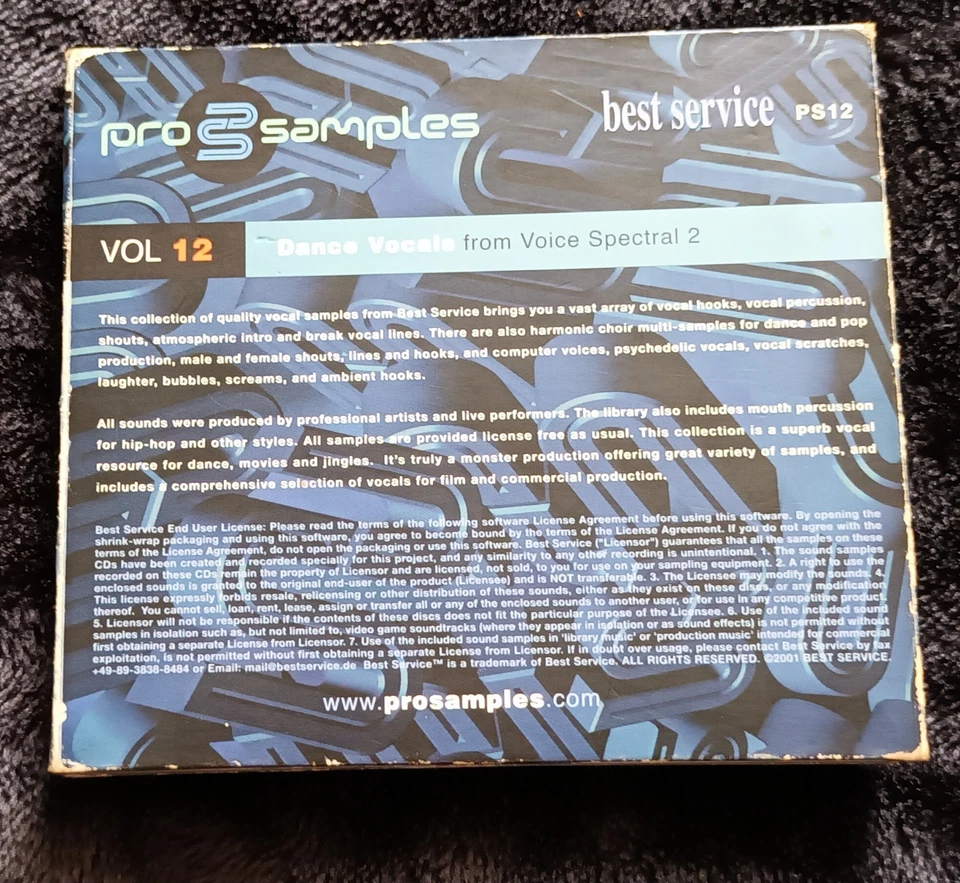 pro samples
best service PS12
VOL 12
Dance Vocals from Voice Spectral 2
This collection of quality vocal samples from Best Service brings you a vast array of vocal hooks, vocal percussion,
shouts, atmospheric intro and break vocal lines. There are also harmonic choir multi-samples for dance and pop
production, male and female shouts, lines and hooks, and computer voices, psychedelic vocals, vocal scratches,
laughter, bubbles, screams, and ambient hooks.
All sounds were produced by professional artists and live performers. The library also includes mouth percussion
for hip-hop and other styles. All samples are provided license free as usual. This collection is a superb vocal
resource for dance, movies and jingles. It's truly a monster production offering great variety of samples, and
includes a comprehensive selection of vocals for film and commercial production.
Best Service End User License: Please read the terms of the following software License Agreement before using this software. By opening the
shrink-wrap packaging and using this software, you agree to become bound by the terms of the License Agreement. If you do not agree with the
terms of the License Agreement, do not open the packaging or use this software. Best Service ("Licensor") guarantees that all the samples on these
CDs have been created and recorded specially for this project, and any similarity to any other recording is unintentional. 1. The sound samples
recorded on these CDs remain the property of Licensor and are licensed, not sold, to you for use on your sampling equipment. 2. A right to use the
enclosed sounds is granted to the original end-user of the product (Licensee) and is NOT transferable. 3. The Licensee may modify the sounds. 4.
This license expressly forbids resale, relicensing or other distribution of these sounds, either as they exist on these discs, or any modification
thereof. You cannot sell, loan, rent, lease, assign or transfer all or any of the enclosed sounds to another user, or for use in any competitive product.
5. Licensor will not be responsible if the contents of these discs does not fit the particular purpose of the Licensee. 6. Use of the included sound
samples in isolation such as, but not limited to, video game soundtracks (where they appear in isolation or as sound effects) is not permitted without
first obtaining a separate License from Licensor. 7. Use of the included sound samples in 'library music' or 'production music' intended for commercial
exploitation, is not permitted without first obtaining a separate License from Licensor. If in doubt over usage, please contact Best Service by fax
+49-89-3838-8484 or Email: mail@bestservice.de Best Service™ is a trademark of Best Service. ALL RIGHTS RESERVED. ©2001 BEST SERVICE.
www.prosamples.com